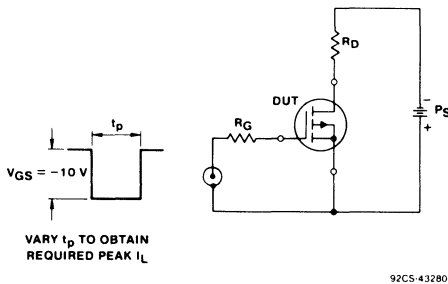 R_D
DUT
R_G
− P_S
+
t_p
V_GS = −10 V
VARY t_p TO OBTAIN
REQUIRED PEAK I_L
92CS-43280